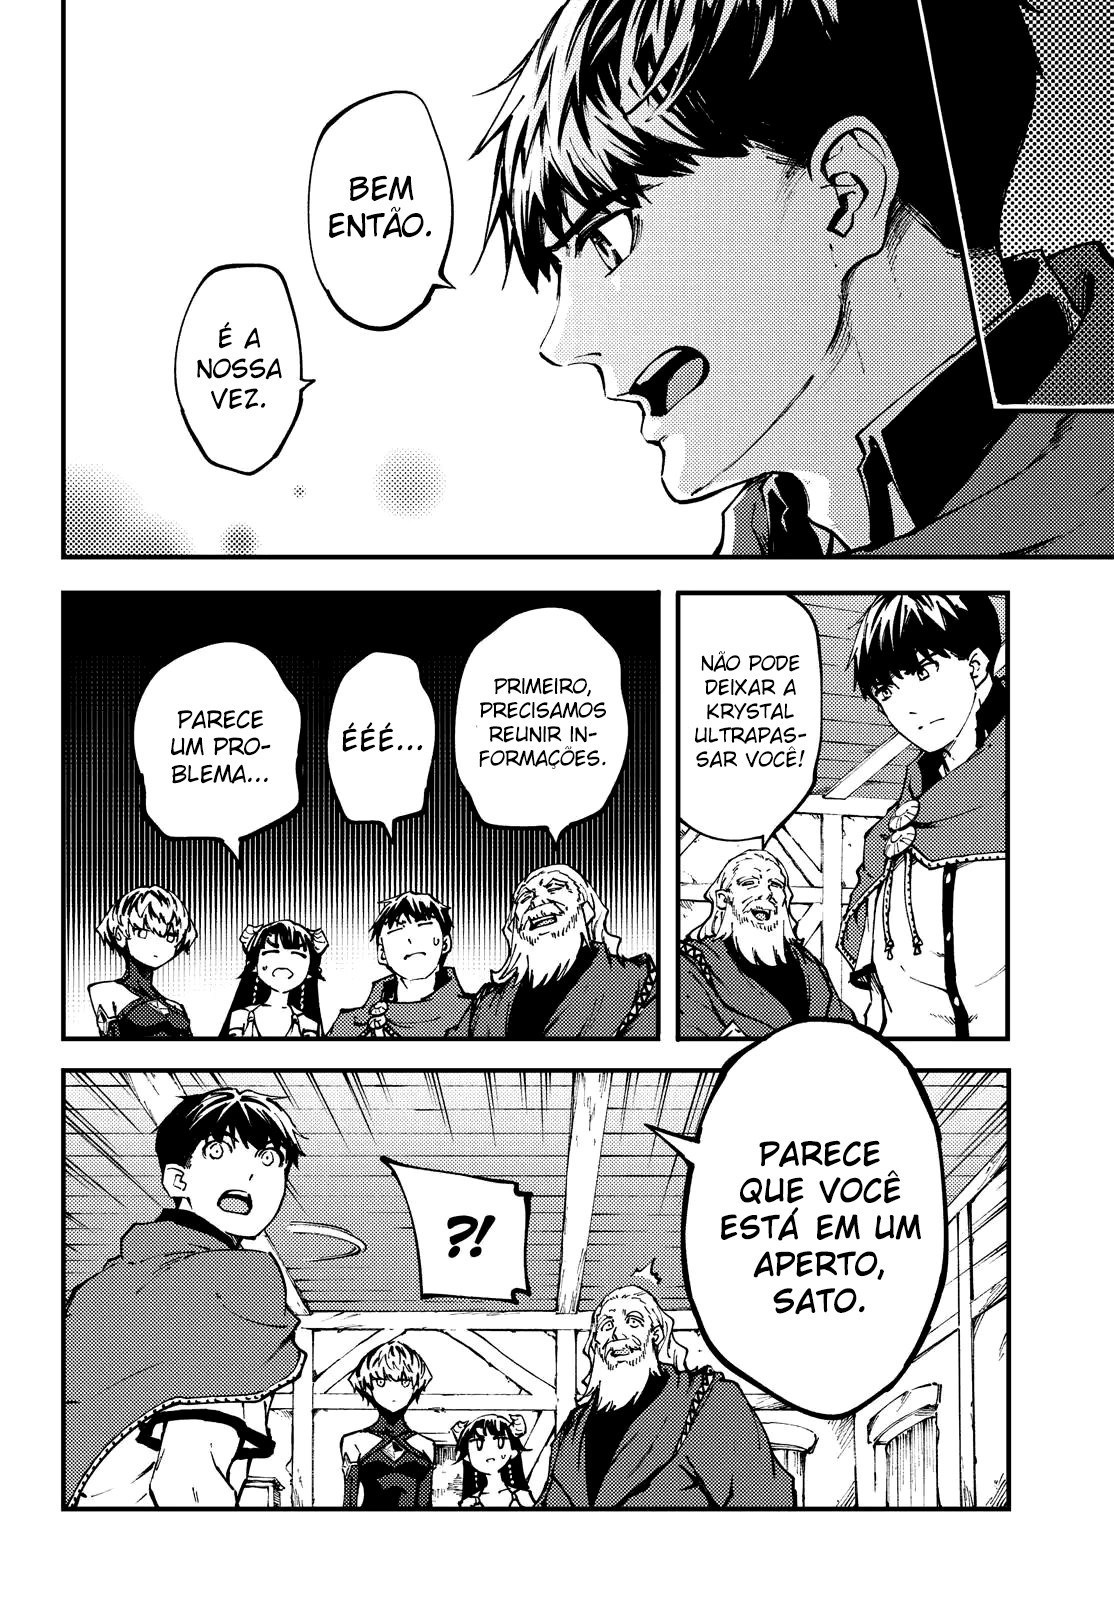 BEM
ENTÃO.
É A
NOSSA
VEZ.
NÃO PODE
DEIXAR A
KRYSTAL
ULTRAPAS-
SAR VOCÊ!
PRIMEIRO,
PRECISAMOS
REUNIR IN-
FORMAÇÕES.
ÉÉÉ...
PARECE
UM PRO-
BLEMA...
PARECE
QUE VOCÊ
ESTÁ EM UM
APERTO,
SATO.
?!